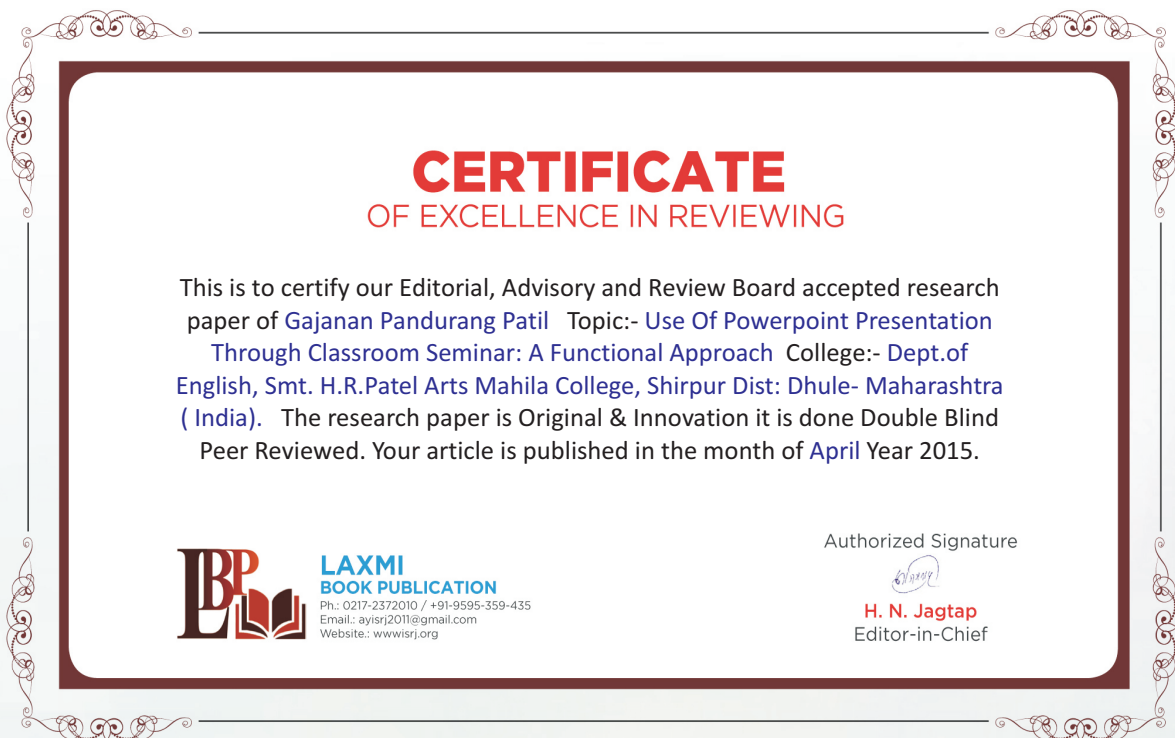 CERTIFICATE
OF EXCELLENCE IN REVIEWING
This is to certify our Editorial, Advisory and Review Board accepted research
paper of Gajanan Pandurang Patil Topic:- Use Of Powerpoint Presentation
Through Classroom Seminar: A Functional Approach College:- Dept.of
English, Smt. H.R.Patel Arts Mahila College, Shirpur Dist: Dhule- Maharashtra
( India). The research paper is Original & Innovation it is done Double Blind
Peer Reviewed. Your article is published in the month of April Year 2015.
LBP
LAXMI
BOOK PUBLICATION
Ph.: 0217-2372010 / +91-9595-359-435
Email.: ayisrj2011@gmail.com
Website.: wwwisrj.org
Authorized Signature
H. N. Jagtap
Editor-in-Chief